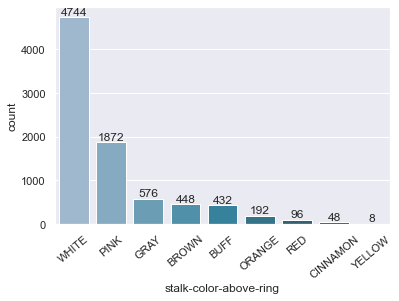 4744
4000
3000
2000
1000
0
count
1872
576
448
432
192
96
48
8
WHITE
PINK
GRAY
BROWN
BUFF
ORANGE
RED
CINNAMON
YELLOW
stalk-color-above-ring